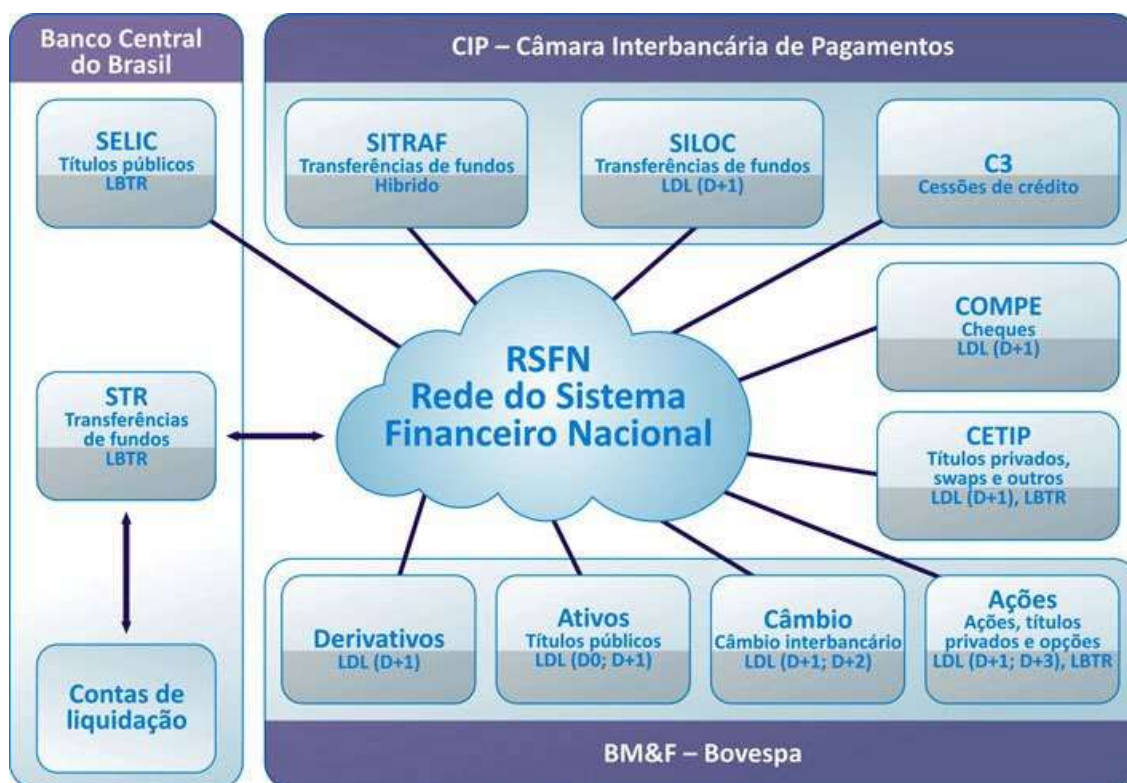 Banco Central
do Brasil
CIP – Câmara Interbancária de Pagamentos
SELIC
Títulos públicos
LBTR
SITRAF
Transferências de fundos
Hibrido
SILOC
Transferências de fundos
LDL (D+1)
C3
Cessões de crédito
COMPE
Cheques
LDL (D+1)
RSFN
Rede do Sistema
Financeiro Nacional
STR
Transferências
de fundos
LBTR
CETIP
Títulos privados,
swaps e outros
LDL (D+1), LBTR
Contas de
liquidação
Derivativos
LDL (D+1)
Ativos
Títulos públicos
LDL (D0; D+1)
Câmbio
Câmbio interbancário
LDL (D+1; D+2)
Ações
Ações, títulos
privados e opções
LDL (D+1; D+3), LBTR
BM&F – Bovespa